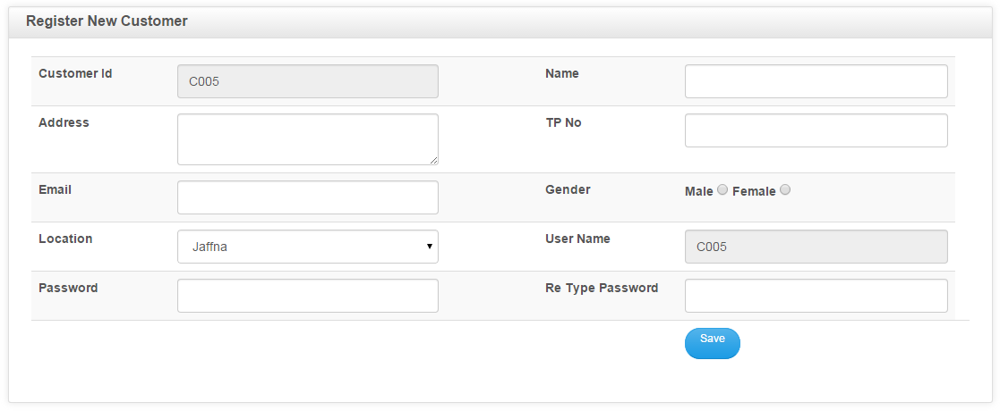 Register New Customer
Customer Id C005 Name
Address TP No
Email Gender Male Female
Location Jaffna User Name C005
Password Re Type Password
Save